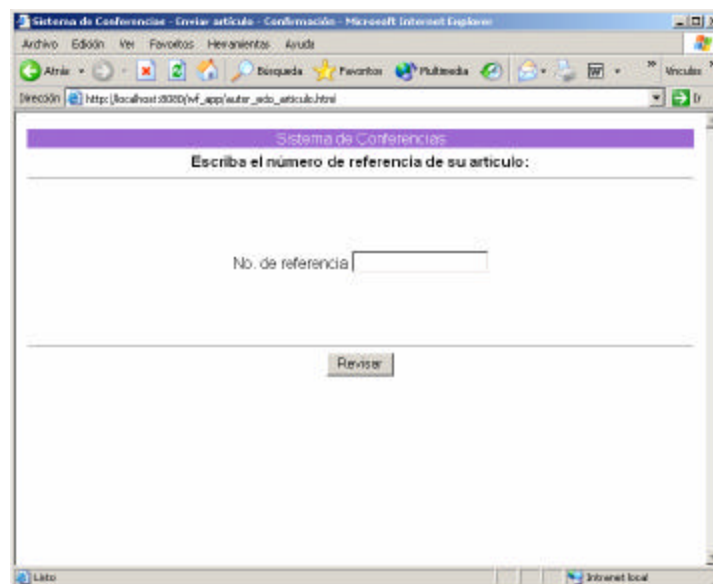 Sistema de Conferencias - Enviar artículo - Confirmación - Microsoft Internet Explorer
Archivo Edición Ver Favoritos Herramientas Ayuda
Atrás Búsqueda Favoritos Multimedia Vínculos
Dirección http://localhost:8080/wf_app/autor_edo_articulo.html Ir
Sistema de Conferencias
Escriba el número de referencia de su artículo:
No. de referencia
Revisar
Listo Intranet local